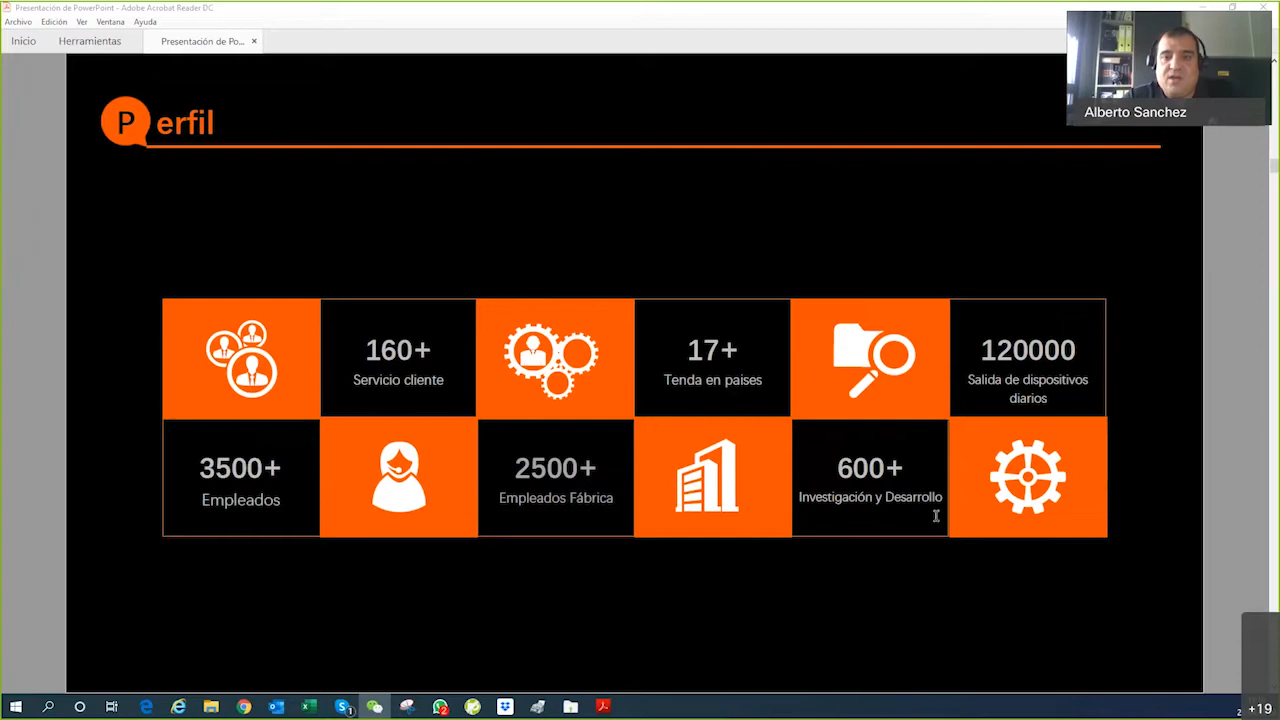 Presentación de PowerPoint - Adobe Acrobat Reader DC
Archivo Edición Ver Ventana Ayuda
Inicio Herramientas Presentación de Po... ×
Alberto Sanchez
Perfil
160+
Servicio cliente
17+
Tenda en paises
120000
Salida de dispositivos
diarios
3500+
Empleados
2500+
Empleados Fábrica
600+
Investigación y Desarrollo
+19